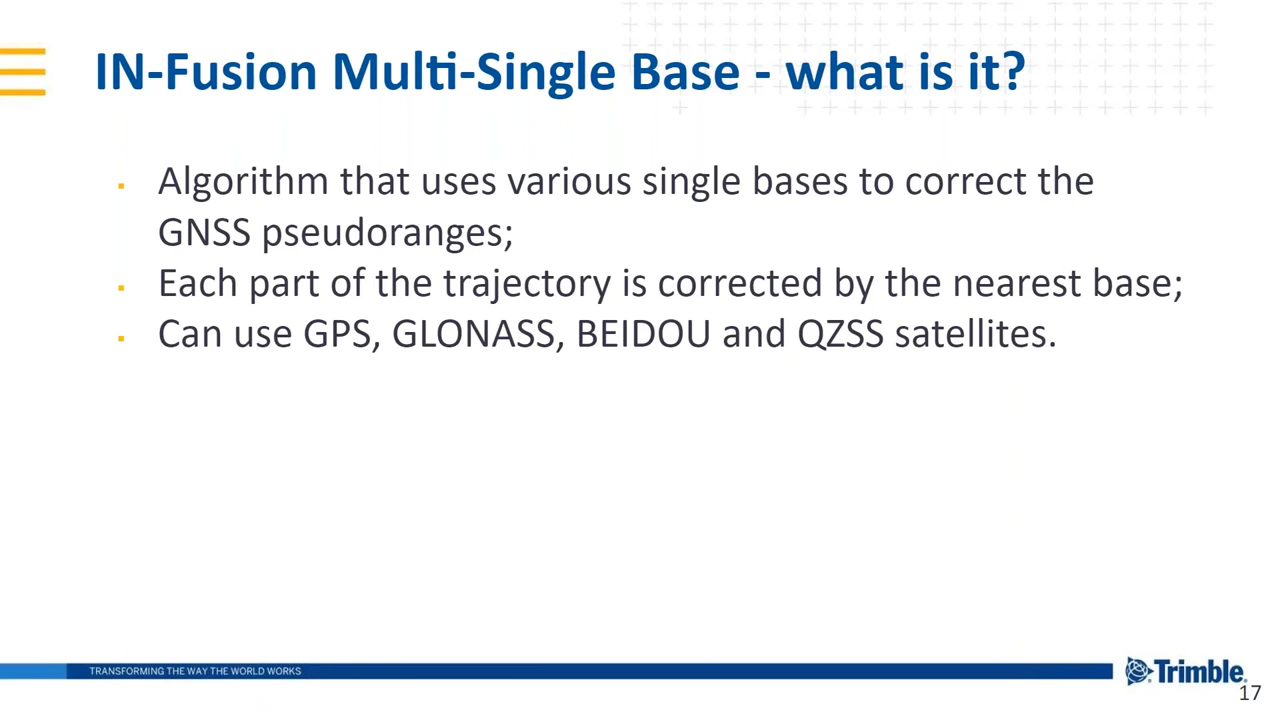 IN-Fusion Multi-Single Base - what is it?
▪ Algorithm that uses various single bases to correct the
GNSS pseudoranges;
▪ Each part of the trajectory is corrected by the nearest base;
▪ Can use GPS, GLONASS, BEIDOU and QZSS satellites.
TRANSFORMING THE WAY THE WORLD WORKS
Trimble.
17